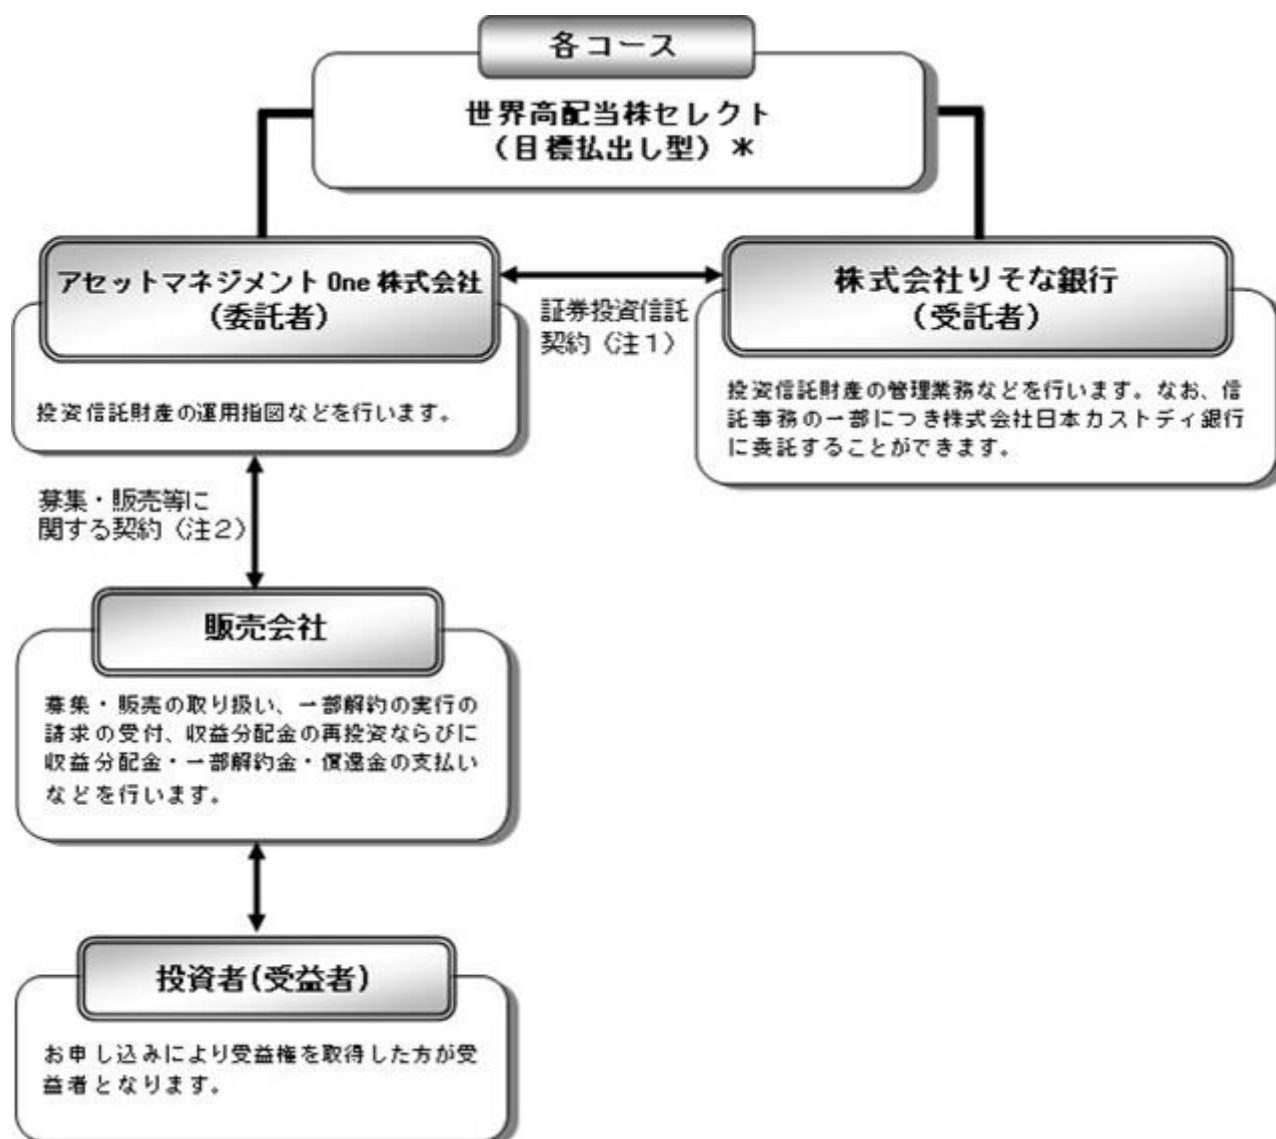 各コース
世界高配当株セレクト
（目標払出し型）＊
アセットマネジメント One 株式会社
（委託者）
投資信託財産の運用指図などを行います。
証券投資信託
契約（注１）
株式会社りそな銀行
（受託者）
投資信託財産の管理業務などを行います。なお、信
託事務の一部につき株式会社日本カストディ銀行
に委託することができます。
募集・販売等に
関する契約（注２）
販売会社
募集・販売の取り扱い、一部解約の実行の
請求の受付、収益分配金の再投資ならびに
収益分配金・一部解約金・償還金の支払い
などを行います。
投資者（受益者）
お申し込みにより受益権を取得した方が受
益者となります。